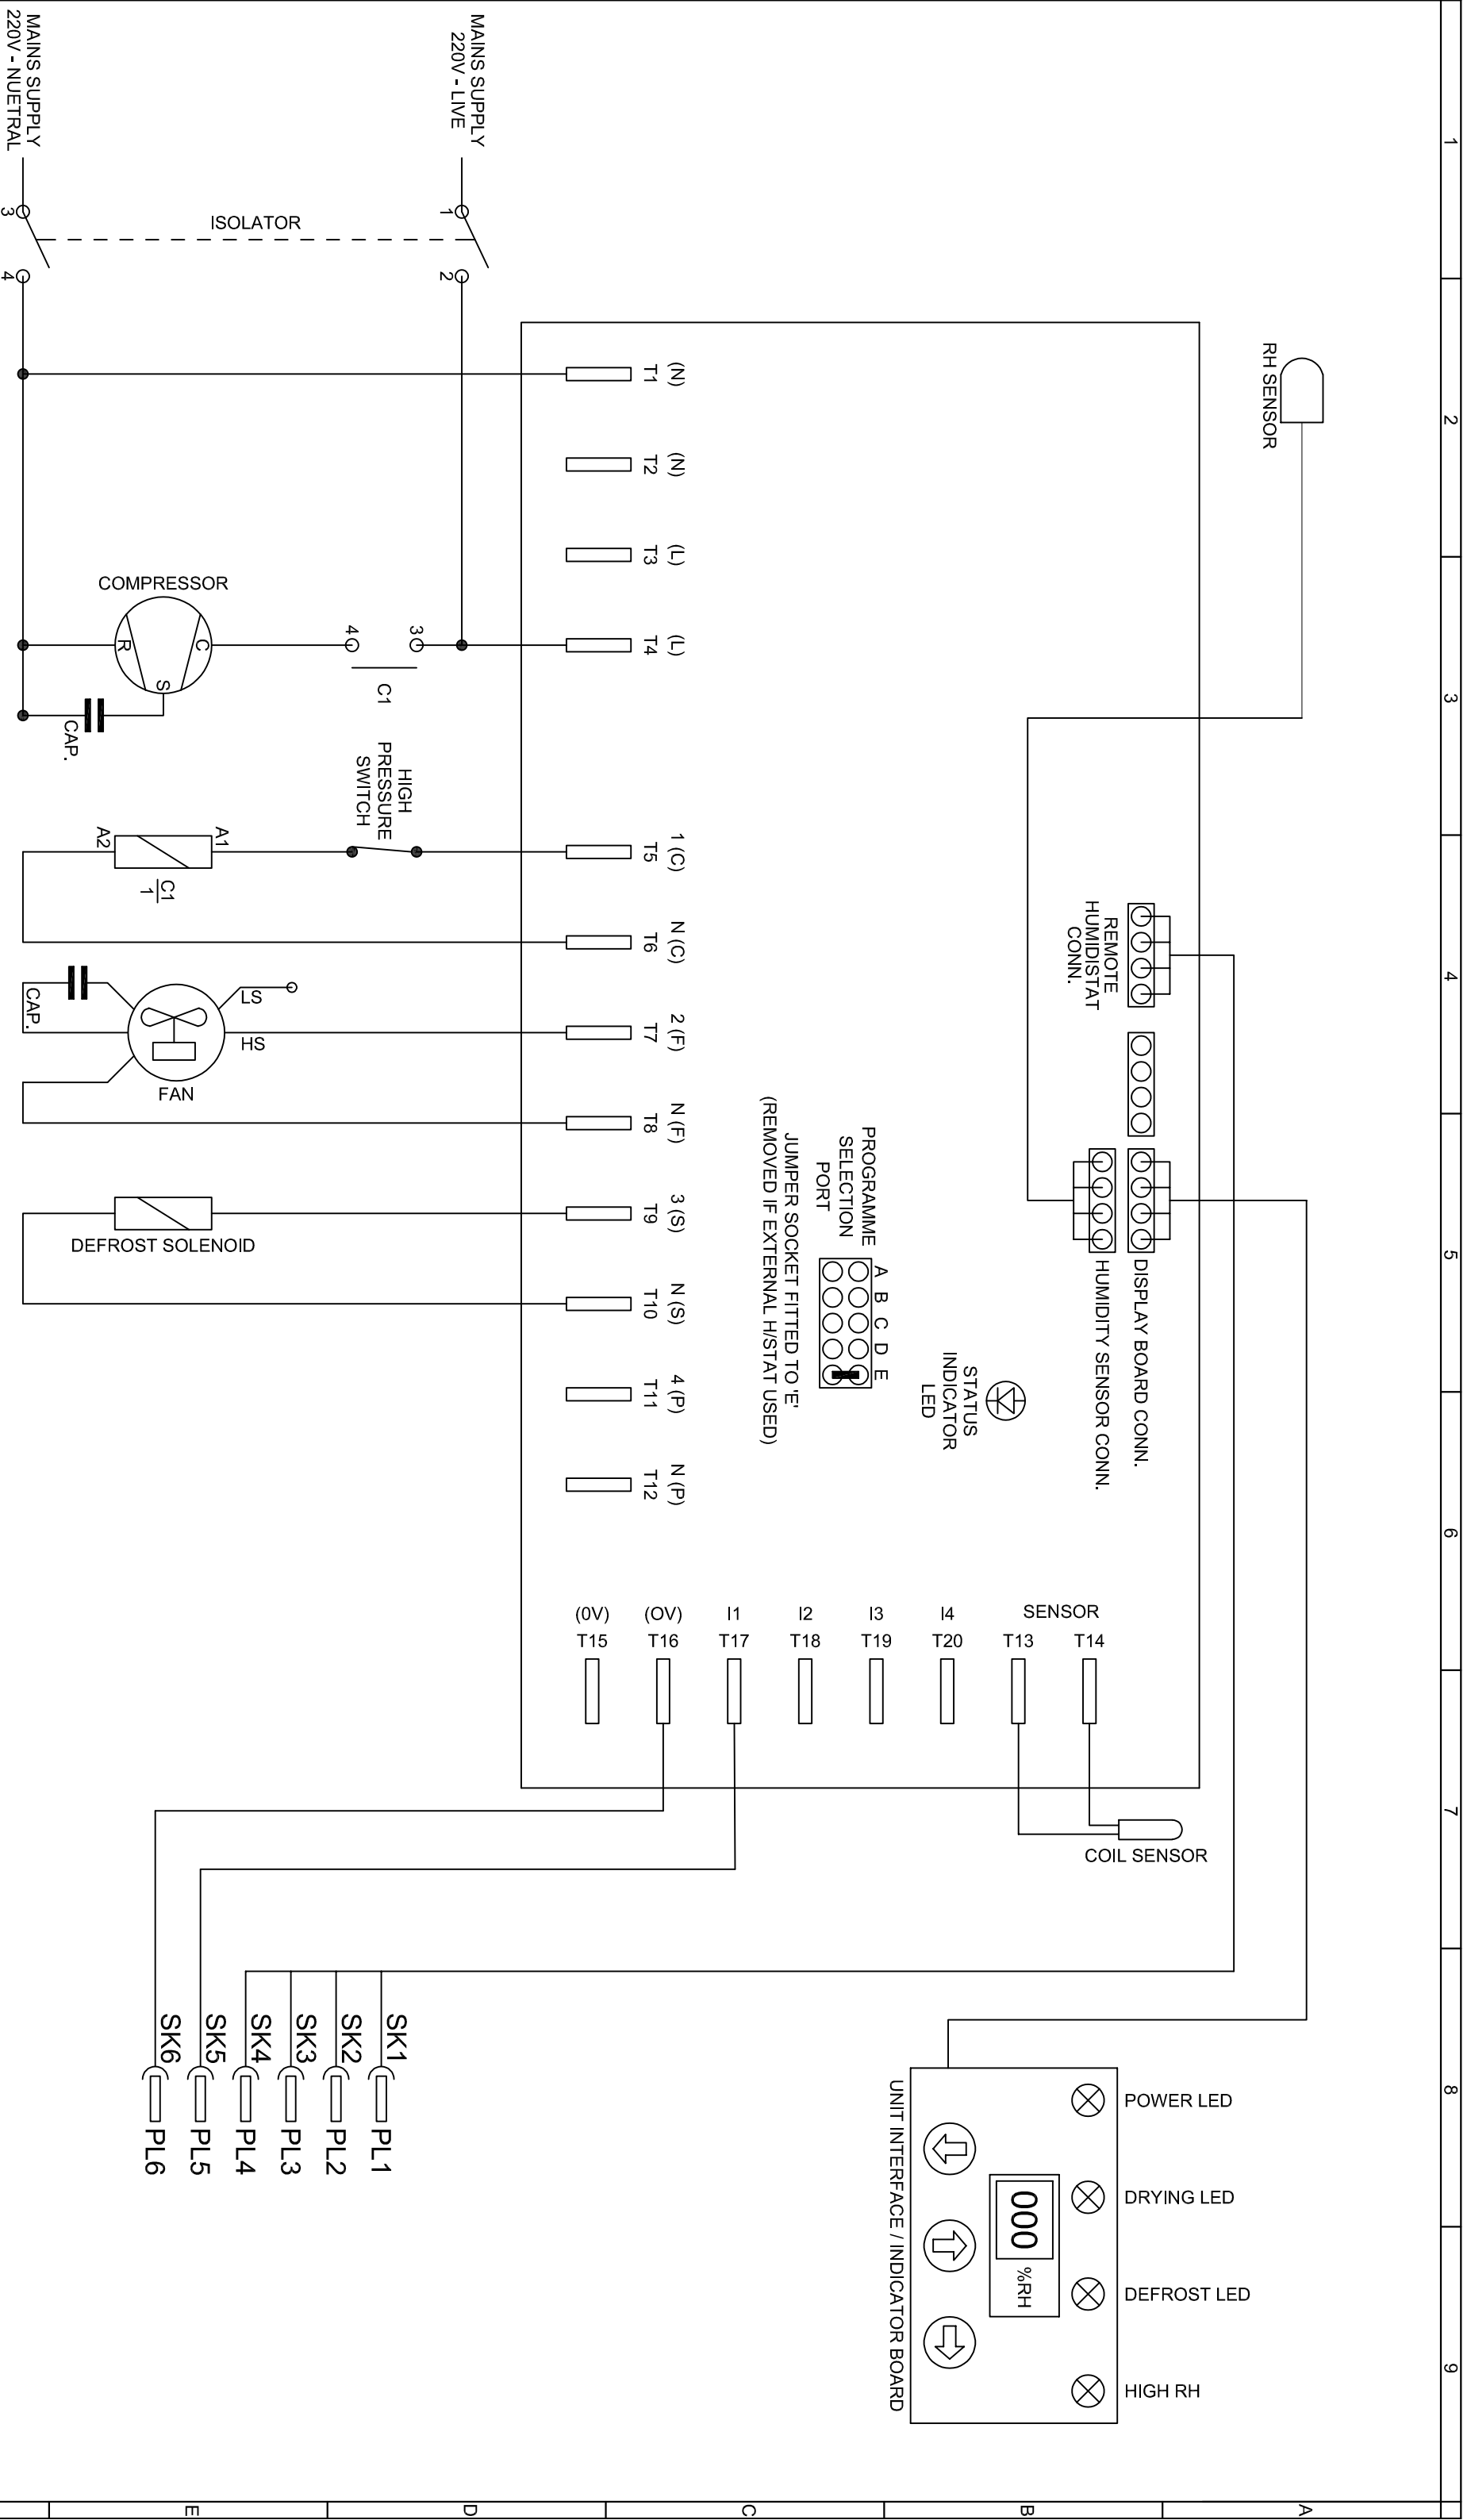 1
2
3
4
5
6
7
8
9
A
B
C
D
E
RH SENSOR
REMOTE
HUMIDISTAT
CONN.
DISPLAY BOARD CONN.
HUMIDITY SENSOR CONN.
STATUS
INDICATOR
LED
PROGRAMME
SELECTION
PORT
A B C D E
JUMPER SOCKET FITTED TO 'E'
(REMOVED IF EXTERNAL H/STAT USED)
SENSOR
T14
T13
I4
T20
I3
T19
I2
T18
I1
T17
(OV)
T16
(0V)
T15
COIL SENSOR
POWER LED
DRYING LED
DEFROST LED
HIGH RH
000
%RH
UNIT INTERFACE / INDICATOR BOARD
(N)
T1
(N)
T2
(L)
T3
(L)
T4
1 (C)
T5
N (C)
T6
2 (F)
T7
N (F)
T8
3 (S)
T9
N (S)
T10
4 (P)
T11
N (P)
T12
MAINS SUPPLY
220V - LIVE
1
2
ISOLATOR
MAINS SUPPLY
220V - NUETRAL
3
4
3
4
C1
COMPRESSOR
C
R
S
CAP.
HIGH
PRESSURE
SWITCH
A1
A2
C1
1
LS
HS
FAN
CAP.
DEFROST SOLENOID
SK1
PL1
SK2
PL2
SK3
PL3
SK4
PL4
SK5
PL5
SK6
PL6